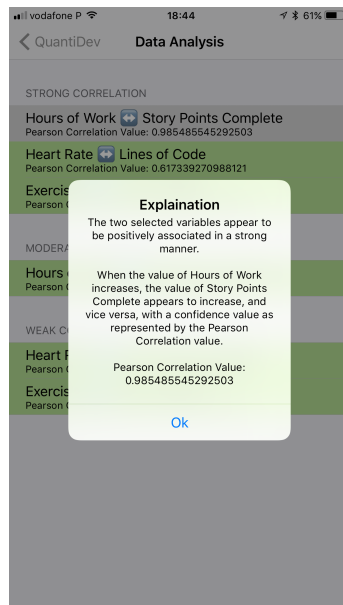 vodafone P 18:44 61%
QuantiDev Data Analysis
STRONG CORRELATION
Hours of Work ↔ Story Points Complete
Pearson Correlation Value: 0.985485545292503
Heart Rate ↔ Lines of Code
Pearson Correlation Value: 0.617339270988121
Explaination
The two selected variables appear to
be positively associated in a strong
manner.
When the value of Hours of Work
increases, the value of Story Points
Complete appears to increase, and
vice versa, with a confidence value as
represented by the Pearson
Correlation value.
Pearson Correlation Value:
0.985485545292503
Ok
Exercis
Pearson C
MODERA
Hours
Pearson C
WEAK CO
Heart R
Pearson C
Exercis
Pearson C